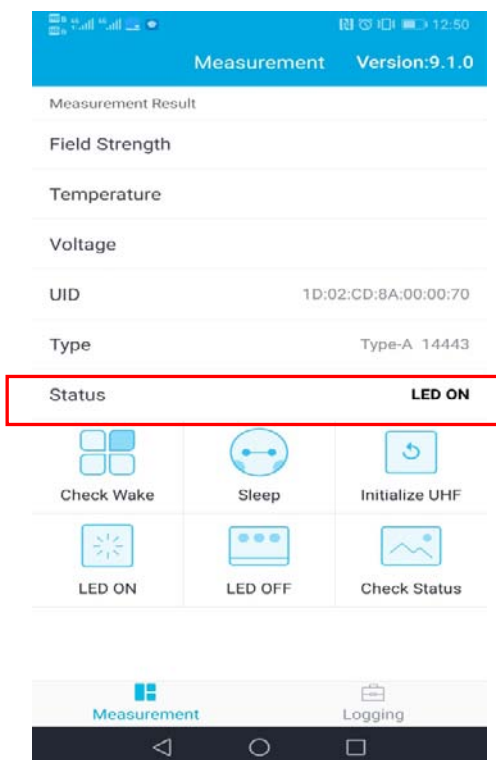 12:50
Measurement Version:9.1.0
Measurement Result
Field Strength
Temperature
Voltage
UID 1D:02:CD:8A:00:00:70
Type Type-A 14443
Status LED ON
Check Wake Sleep Initialize UHF
LED ON LED OFF Check Status
Measurement Logging